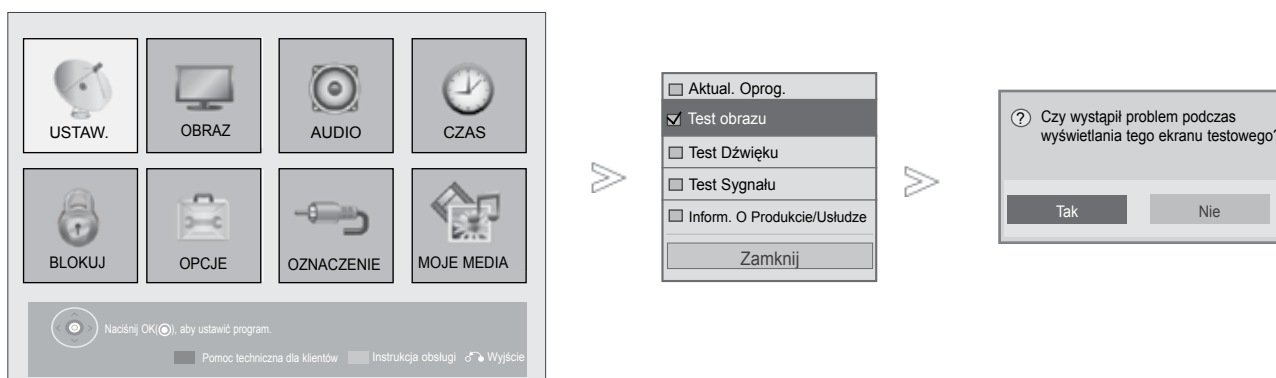 USTAW.
OBRAZ
AUDIO
CZAS
BLOKUJ
OPCJE
OZNACZENIE
MOJE MEDIA
Naciśnij OK(◉), aby ustawić program.
Pomoc techniczna dla klientów Instrukcja obsługi Wyjście
Aktual. Oprog.
Test obrazu
Test Dźwięku
Test Sygnału
Inform. O Produkcie/Usłudze
Zamknij
? Czy wystąpił problem podczas
wyświetlania tego ekranu testowego?
Tak
Nie